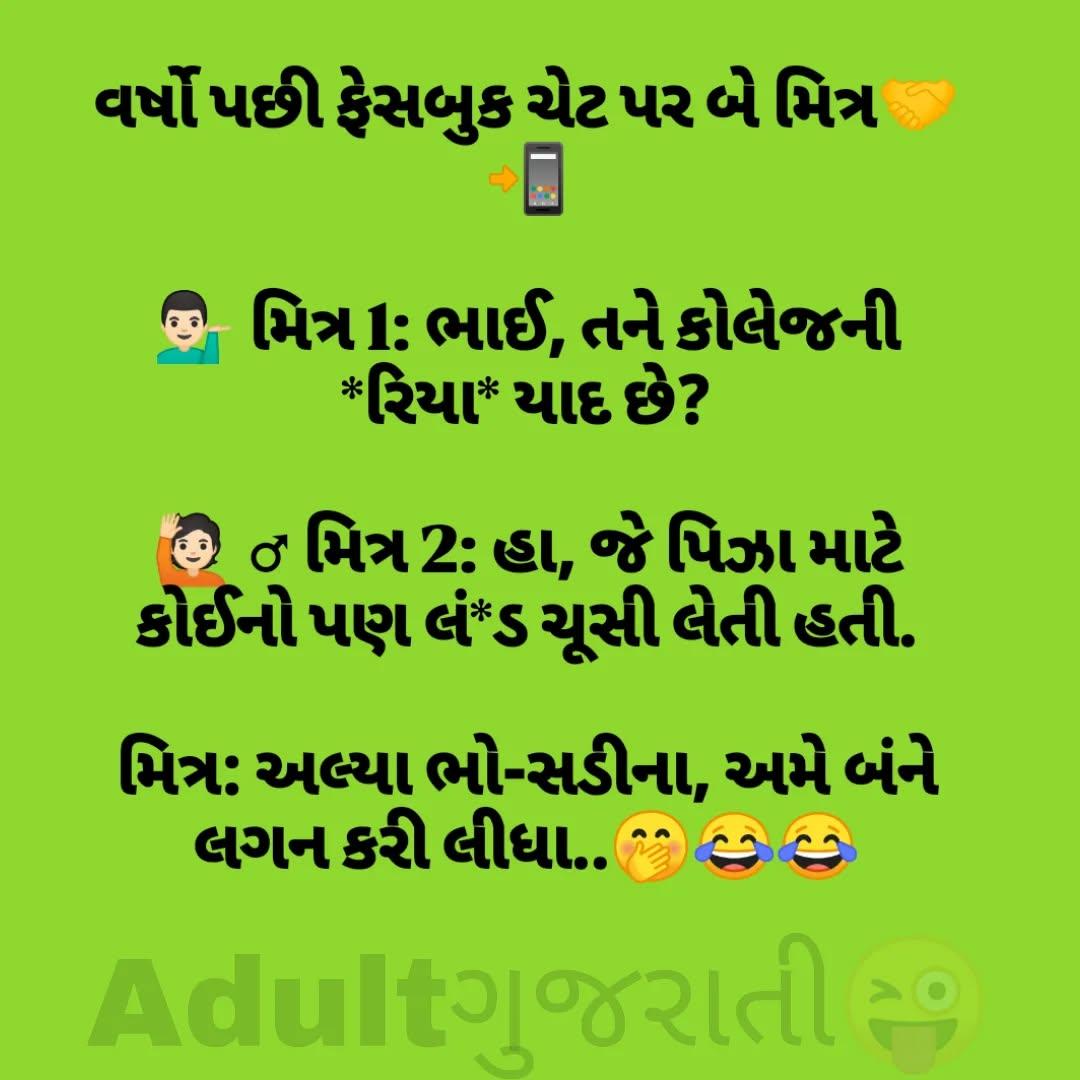 વર્ષો પછી ફેસબુક ચેટ પર બે મિત્ર🤝
📲
💁🏻‍♂️ મિત્ર 1: ભાઈ, તને કોલેજની
*રિયા* યાદ છે?
🙋🏻 ♂ મિત્ર 2: હા, જે પિઝા માટે
કોઈનો પણ લં*ડ ચૂસી લેતી હતી.
મિત્ર: અલ્યા ભો-સડીના, અમે બંને
લગન કરી લીધા..🤭😂😂
Adultગુજરાતી😜